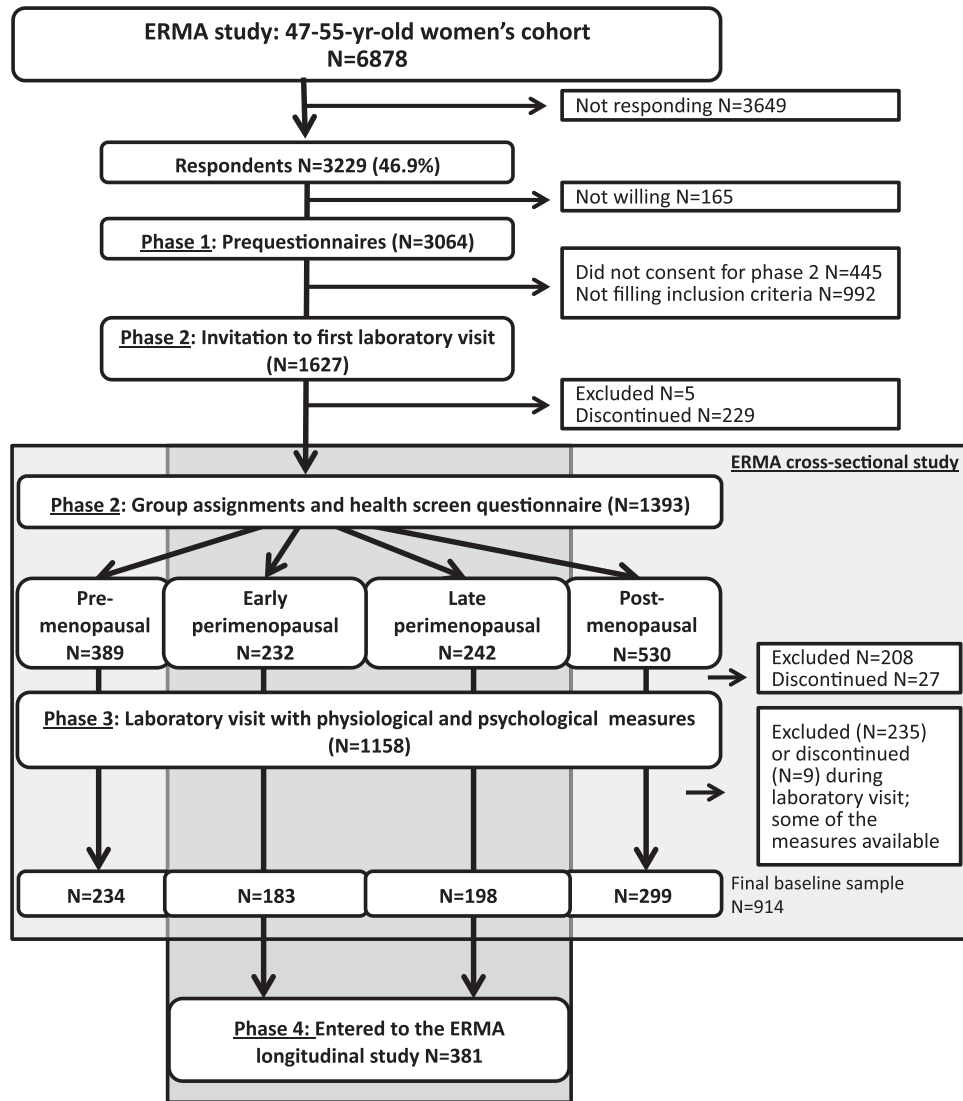 ERMA study: 47-55-yr-old women's cohort
N=6878
Not responding N=3649
Respondents N=3229 (46.9%)
Not willing N=165
Phase 1: Prequestionnaires (N=3064)
Did not consent for phase 2 N=445
Not filling inclusion criteria N=992
Phase 2: Invitation to first laboratory visit
(N=1627)
Excluded N=5
Discontinued N=229
ERMA cross-sectional study
Phase 2: Group assignments and health screen questionnaire (N=1393)
Pre-
menopausal
N=389
Early
perimenopausal
N=232
Late
perimenopausal
N=242
Post-
menopausal
N=530
Excluded N=208
Discontinued N=27
Phase 3: Laboratory visit with physiological and psychological measures
(N=1158)
Excluded (N=235)
or discontinued
(N=9) during
laboratory visit;
some of the
measures available
N=234
N=183
N=198
N=299
Final baseline sample
N=914
Phase 4: Entered to the ERMA
longitudinal study N=381